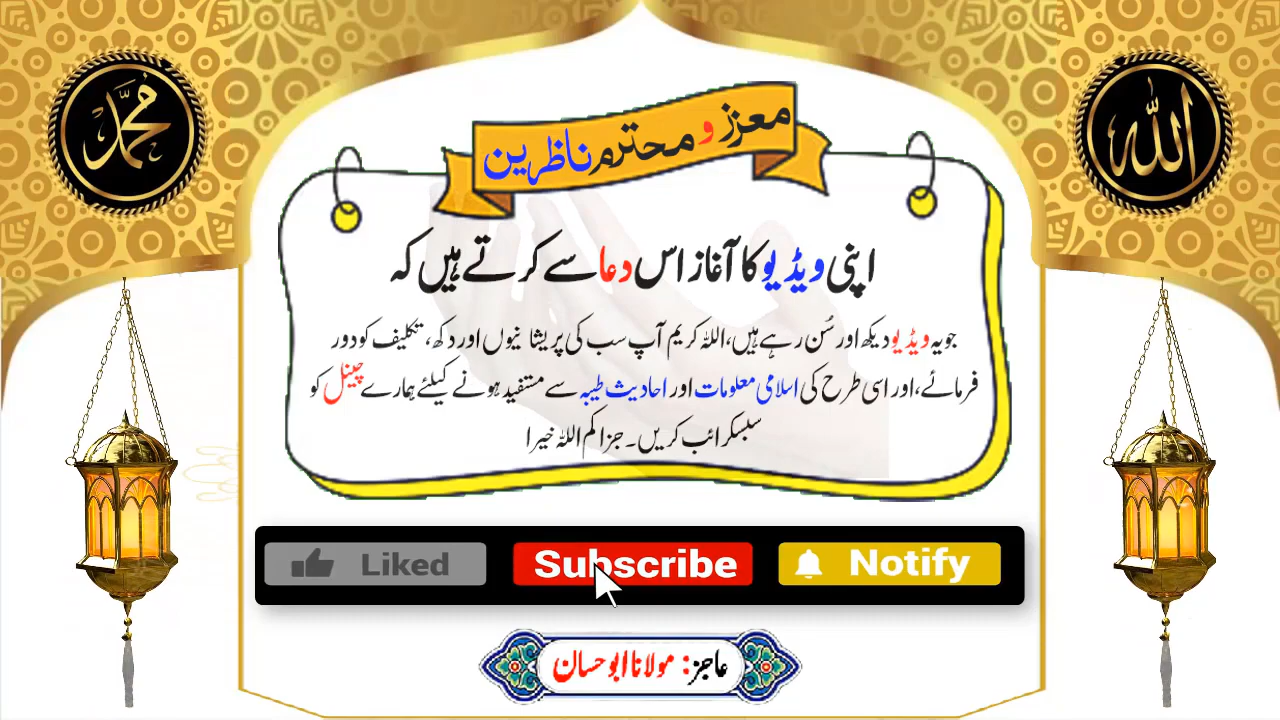 محمد
الله
معزز و محترم ناظرین
اپنی ویڈیو کا آغاز اس دعا سے کرتے ہیں کہ
جو یہ ویڈیو دیکھ اور سُن رہے ہیں، اللہ کریم آپ سب کی پریشانیوں اور دکھ، تکلیف کو دور
فرمائے، اور اسی طرح کی اسلامی معلومات اور احادیث طیبہ سے مستفید ہونے کیلئے ہمارے چینل کو
سبسکرائب کریں۔ جزاکم اللہ خیرا
Liked Subscribe Notify
عاجز: مولانا ابو حسان